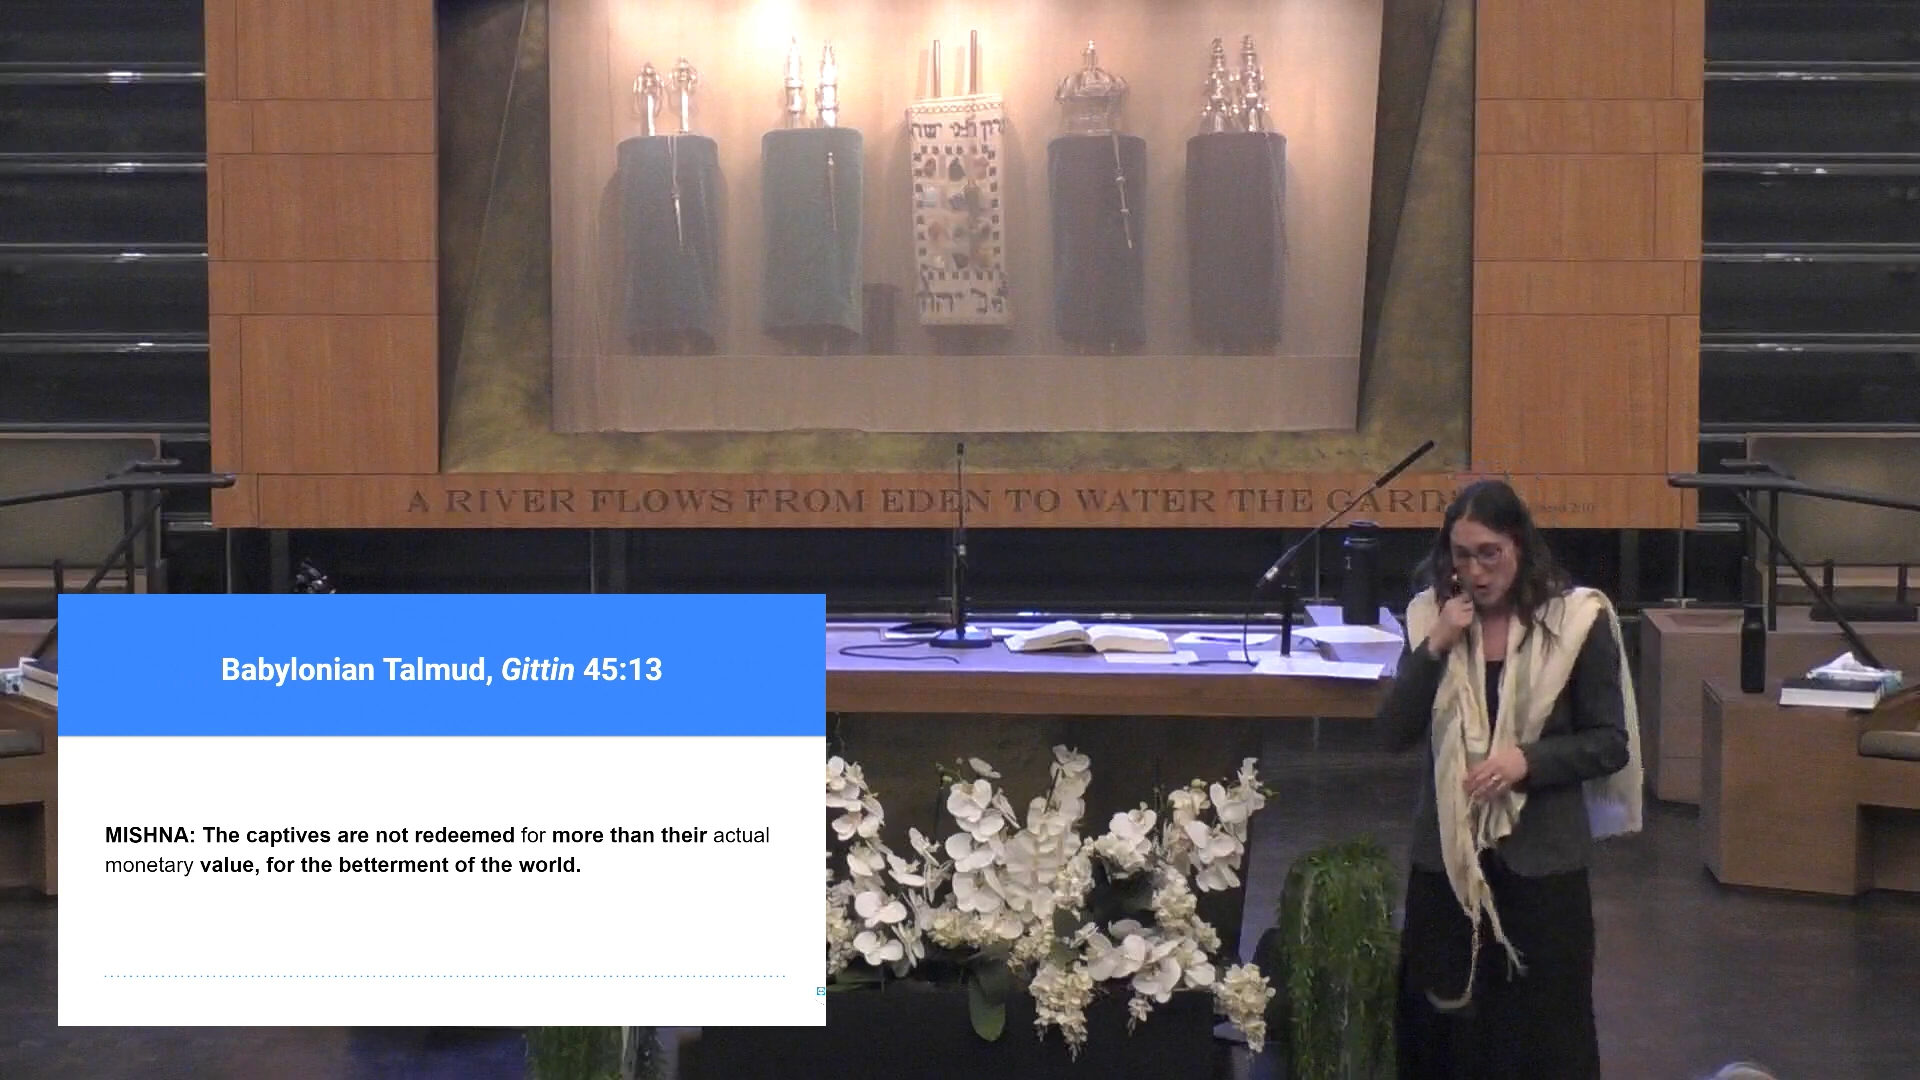 A RIVER FLOWS FROM EDEN TO WATER THE GARD
Babylonian Talmud, Gittin 45:13
MISHNA: The captives are not redeemed for more than their actual
monetary value, for the betterment of the world.